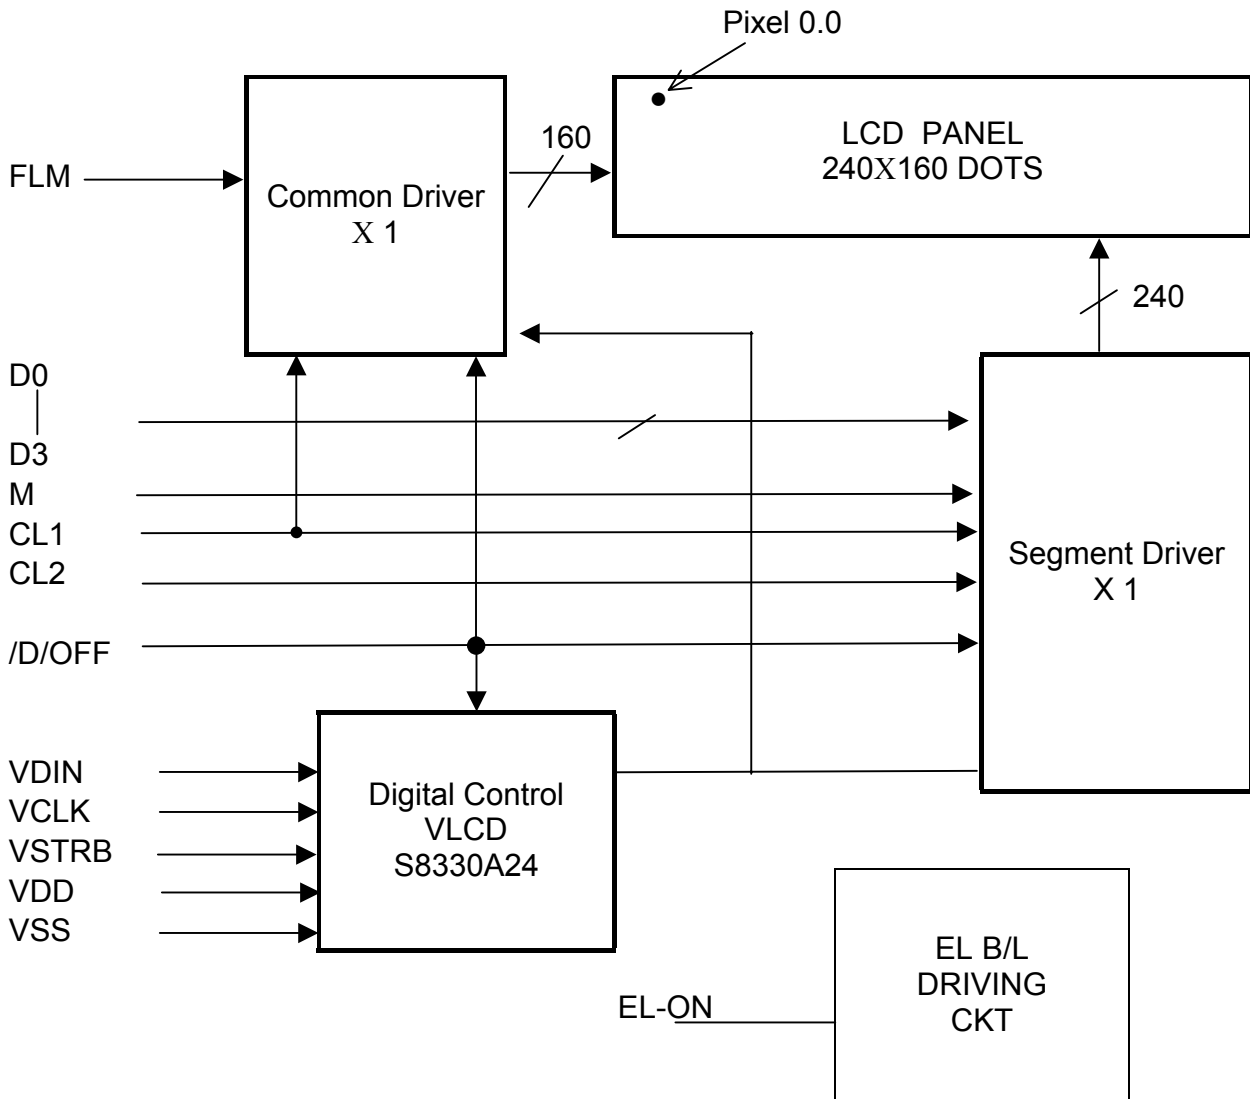 Pixel 0.0
LCD PANEL
240X160 DOTS
160
FLM
Common Driver
X 1
240
D0
D3
M
CL1
CL2
/D/OFF
Segment Driver
X 1
VDIN
VCLK
VSTRB
VDD
VSS
Digital Control
VLCD
S8330A24
EL-ON
EL B/L
DRIVING
CKT